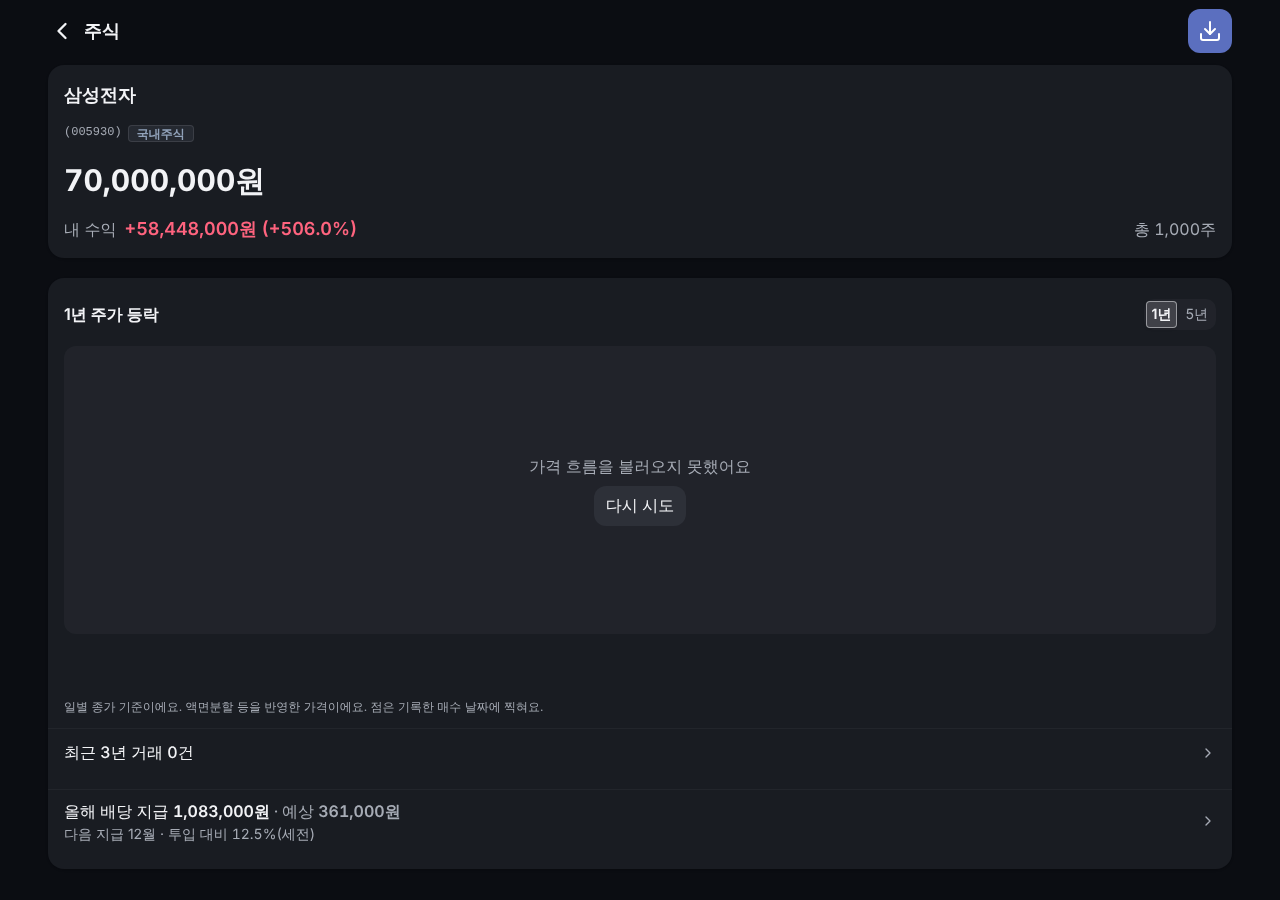 주식
삼성전자
(005930) 국내주식
70,000,000원
내 수익 +58,448,000원 (+506.0%)
총 1,000주
1년 주가 등락
1년 5년
가격 흐름을 불러오지 못했어요
다시 시도
일별 종가 기준이에요. 액면분할 등을 반영한 가격이에요. 점은 기록한 매수 날짜에 찍혀요.
최근 3년 거래 0건
올해 배당 지급 1,083,000원 · 예상 361,000원
다음 지급 12월 · 투입 대비 12.5%(세전)